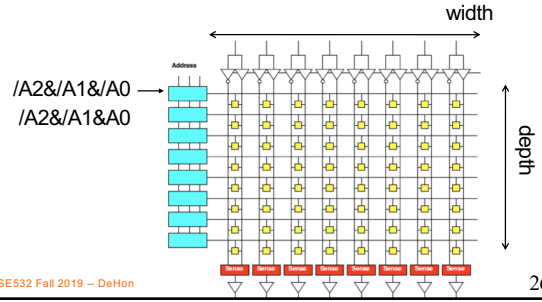 width
Address
/A2&/A1&/A0
/A2&/A1&A0
depth
Sense Sense Sense Sense Sense Sense Sense Sense
SE532 Fall 2019 -- DeHon